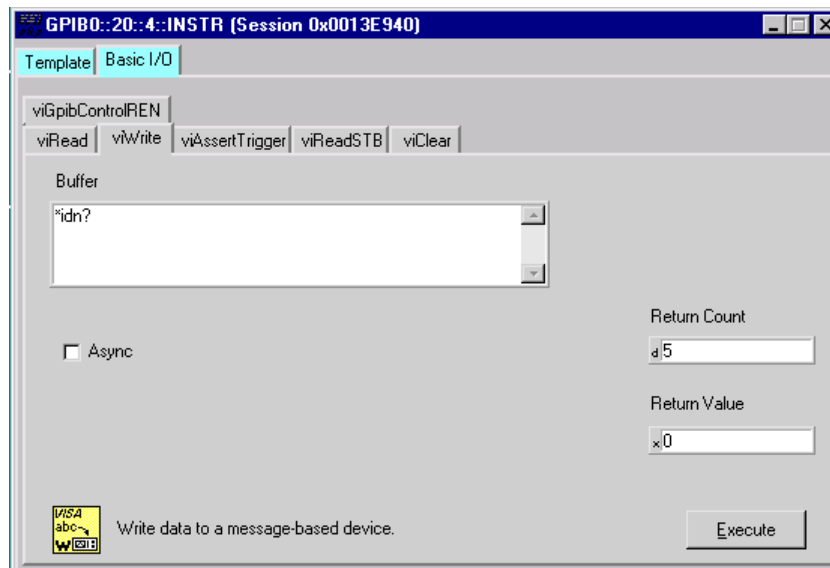 GPIB0::20::4::INSTR (Session 0x0013E940)
Template Basic I/O
viGpibControlREN
viRead viWrite viAssertTrigger viReadSTB viClear
Buffer
*idn?
Async
Return Count
d 5
Return Value
x 0
VISA
abc
W
Write data to a message-based device.
Execute